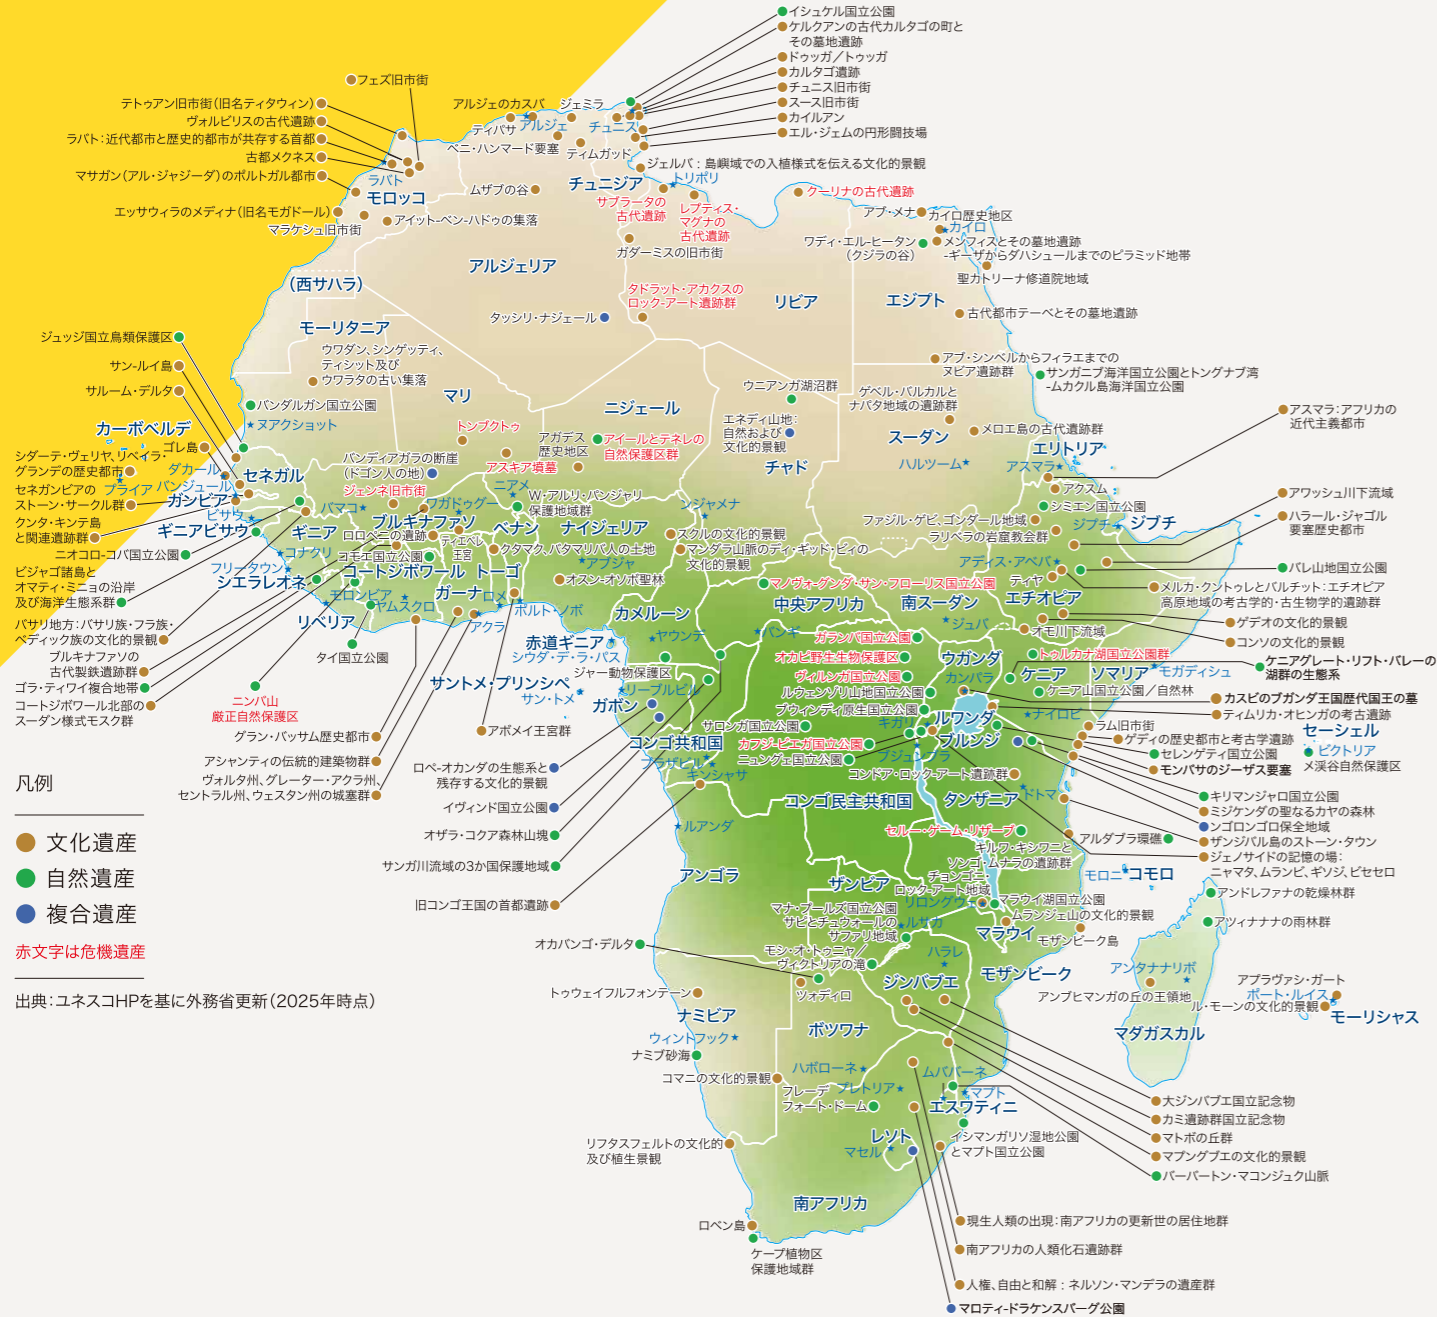 イシュケル国立公園
ケルクアンの古代カルタゴの町と
その墓地遺跡
ドゥッガ／トゥッガ
カルタゴ遺跡
チュニス旧市街
スース旧市街
カイルアン
エル・ジェムの円形闘技場
フェズ旧市街
テトゥアン旧市街（旧名ティタウィン）
ヴォルビリスの古代遺跡
ラバト：近代都市と歴史的都市が共存する首都
古都メクネス
マサガン（アル・ジャジーダ）のポルトガル都市
エッサウィラのメディナ（旧名モガドール）
マラケシュ旧市街
ラバト
モロッコ
アイット-ベン-ハドゥの集落
アルジェのカスバ
ジェミラ
ティパサ
アルジェ
チュニス
ベニ・ハンマード要塞
ティムガッド
ムザブの谷
チュニジア
ジェルバ：島嶼域での入植様式を伝える文化的景観
トリポリ
サブラータの
古代遺跡
レプティス・
マグナの
古代遺跡
クーリナの古代遺跡
ガダーミスの旧市街
アブ・メナ
カイロ歴史地区
カイロ
ワディ・エル-ヒータン
（クジラの谷）
メンフィスとその墓地遺跡
-ギーザからダハシュールまでのピラミッド地帯
聖カトリーナ修道院地域
（西サハラ）
アルジェリア
タドラット・アカクスの
ロック-アート遺跡群
リビア
エジプト
タッシリ・ナジェール
古代都市テーベとその墓地遺跡
モーリタニア
ウワダン、シンゲッティ、
ティシット及び
ウワラタの古い集落
アブ・シンベルからフィラエまでの
ヌビア遺跡群
サンガニブ海洋国立公園とトングナブ湾
-ムカクル島海洋国立公園
ジュッジ国立鳥類保護区
サン-ルイ島
サルーム・デルタ
バンダルガン国立公園
ヌアクショット
マリ
ニジェール
ウニアンガ湖沼群
ゲベル・バルカルと
ナパタ地域の遺跡群
エネディ山地：
自然および
文化的景観
メロエ島の古代遺跡群
スーダン
エリトリア
アスマラ：アフリカの
近代主義都市
カーボベルデ
ゴレ島
シダーデ・ヴェリヤ、リベイラ・
グランデの歴史都市
プライア
ダカール
セネガル
バンジュール
ガンビア
セネガンビアの
ストーン・サークル群
クンタ・キンテ島
と関連遺跡群
ニオコロ-コバ国立公園
ビサウ
ギニアビサウ
トンブクトゥ
アスキア墳墓
アガデス
歴史地区
アイールとテネレの
自然保護区群
チャド
ハルツーム
アスマラ
アクスム
バンディアガラの断崖
（ドゴン人の地）
ジェンネ旧市街
ニアメ
W・アルリ・パンジャリ
保護地域群
ンジャメナ
バマコ
ワガドゥグー
ブルキナファソ
ロロペニの遺跡
ティエベレ
王宮
ベナン
ナイジェリア
ギニア
コナクリ
コモエ国立公園
クタマク、バタマリバ人の土地
アブジャ
スクルの文化的景観
マンダラ山脈のディ・ギッド・ビィの
文化的景観
シミエン国立公園
ファジル・ゲビ、ゴンダール地域
ラリベラの岩窟教会群
ジブチ
ジブチ
アワッシュ川下流域
ハラール・ジャゴル
要塞歴史都市
バレ山地国立公園
ビジャゴ諸島と
オマティ・ミニョの沿岸
及び海洋生態系群
フリータウン
シエラレオネ
コートジボワール
トーゴ
オスン-オソボ聖林
アディス・アベバ
ティヤ
メルカ・クントゥレとバルチット：エチオピア
高原地域の考古学的・古生物学的遺跡群
モロンビア
ヤムスクロ
ガーナ
ロメ
ポルト・ノボ
アクラ
リベリア
カメルーン
マノヴォ-グンダ・サン・フローリス国立公園
中央アフリカ
南スーダン
エチオピア
ゲデオの文化的景観
バサリ地方：バサリ族・フラ族・
ベディック族の文化的景観
タイ国立公園
赤道ギニア
シウダ・デ・ラ・パス
ヤウンデ
バンギ
ジュバ
オモ川下流域
コンソの文化的景観
ブルキナファソの
古代製鉄遺跡群
ガランバ国立公園
オカピ野生生物保護区
ウガンダ
トゥルカナ湖国立公園群
ソマリア
モガディシュ
ケニアグレート・リフト・バレーの
湖群の生態系
ゴラ・ティワイ複合地帯
ニンバ山
厳正自然保護区
サントメ・プリンシペ
サン・トメ
ジャー動物保護区
リーブルビル
ヴィルンガ国立公園
カンパラ
ケニア
ルウェンゾリ山地国立公園
ケニア山国立公園／自然林
カスビのブガンダ王国歴代国王の墓
コートジボワール北部の
スーダン様式モスク群
ガボン
ブウィンディ原生国立公園
ルワンダ
ナイロビ
ティムリカ・オヒンガの考古遺跡
グラン・バッサム歴史都市
アボメイ王宮群
サロンガ国立公園
キガリ
ラム旧市街
セーシェル
アシャンティの伝統的建築物群
コンゴ共和国
カフジ-ビエガ国立公園
ブルンジ
ゲディの歴史都市と考古学遺跡
ビクトリア
セレンゲティ国立公園
メ渓谷自然保護区
ヴォルタ州、グレーター・アクラ州、
セントラル州、ウェスタン州の城塞群
ロペ-オカンダの生態系と
残存する文化的景観
ブラザビル
キンシャサ
ニュングェ国立公園
ブジュンブラ
モンバサのジーザス要塞
コンドア・ロック-アート遺跡群
イヴィンド国立公園
コンゴ民主共和国
タンザニア
ドドマ
キリマンジャロ国立公園
ミジケンダの聖なるカヤの森林
ンゴロンゴロ保全地域
オザラ・コクア森林山塊
ルアンダ
セルー・ゲーム・リザーブ
アルダブラ環礁
ザンジバル島のストーン・タウン
キルワ・キシワニと
ソンゴ・ムナラの遺跡群
ジェノサイドの記憶の場：
ニャマタ、ムランビ、ギソジ、ビセセロ
サンガ川流域の3か国保護地域
アンゴラ
ザンビア
チョンゴニ・
ロック-アート地域
モロニ
コモロ
旧コンゴ王国の首都遺跡
マナ・プールズ国立公園
サピとチュウォールの
サファリ地域
リロングウェ
マラウイ湖国立公園
ムランジェ山の文化的景観
アンドレファナの乾燥林群
アツィナナナの雨林群
オカバンゴ・デルタ
ルサカ
マラウイ
モザンビーク島
モシ・オ・トゥニャ／
ヴィクトリアの滝
ハラレ
モザンビーク
アンタナナリボ
アプラヴァシ・ガート
トゥウェイフルフォンテーン
ツォディロ
ジンバブエ
アンブヒマンガの丘の王領地
ポート・ルイス
ル・モーンの文化的景観
モーリシャス
ナミビア
ボツワナ
マダガスカル
ウィントフック
ナミブ砂海
コマニの文化的景観
ハボローネ
ムババーネ
フレーデ
フォート・ドーム
プレトリア
マプト
エスワティニ
大ジンバブエ国立記念物
カミ遺跡群国立記念物
マトボの丘群
マプングブエの文化的景観
バーバートン・マコンジュク山脈
リフタスフェルトの文化的
及び植生景観
レソト
マセル
イシマンガリソ湿地公園
とマプト国立公園
南アフリカ
ロベン島
ケープ植物区
保護地域群
現生人類の出現：南アフリカの更新世の居住地群
南アフリカの人類化石遺跡群
人権、自由と和解：ネルソン・マンデラの遺産群
マロティ-ドラケンスバーグ公園
凡例
文化遺産
自然遺産
複合遺産
赤文字は危機遺産
出典：ユネスコHPを基に外務省更新（2025年時点）